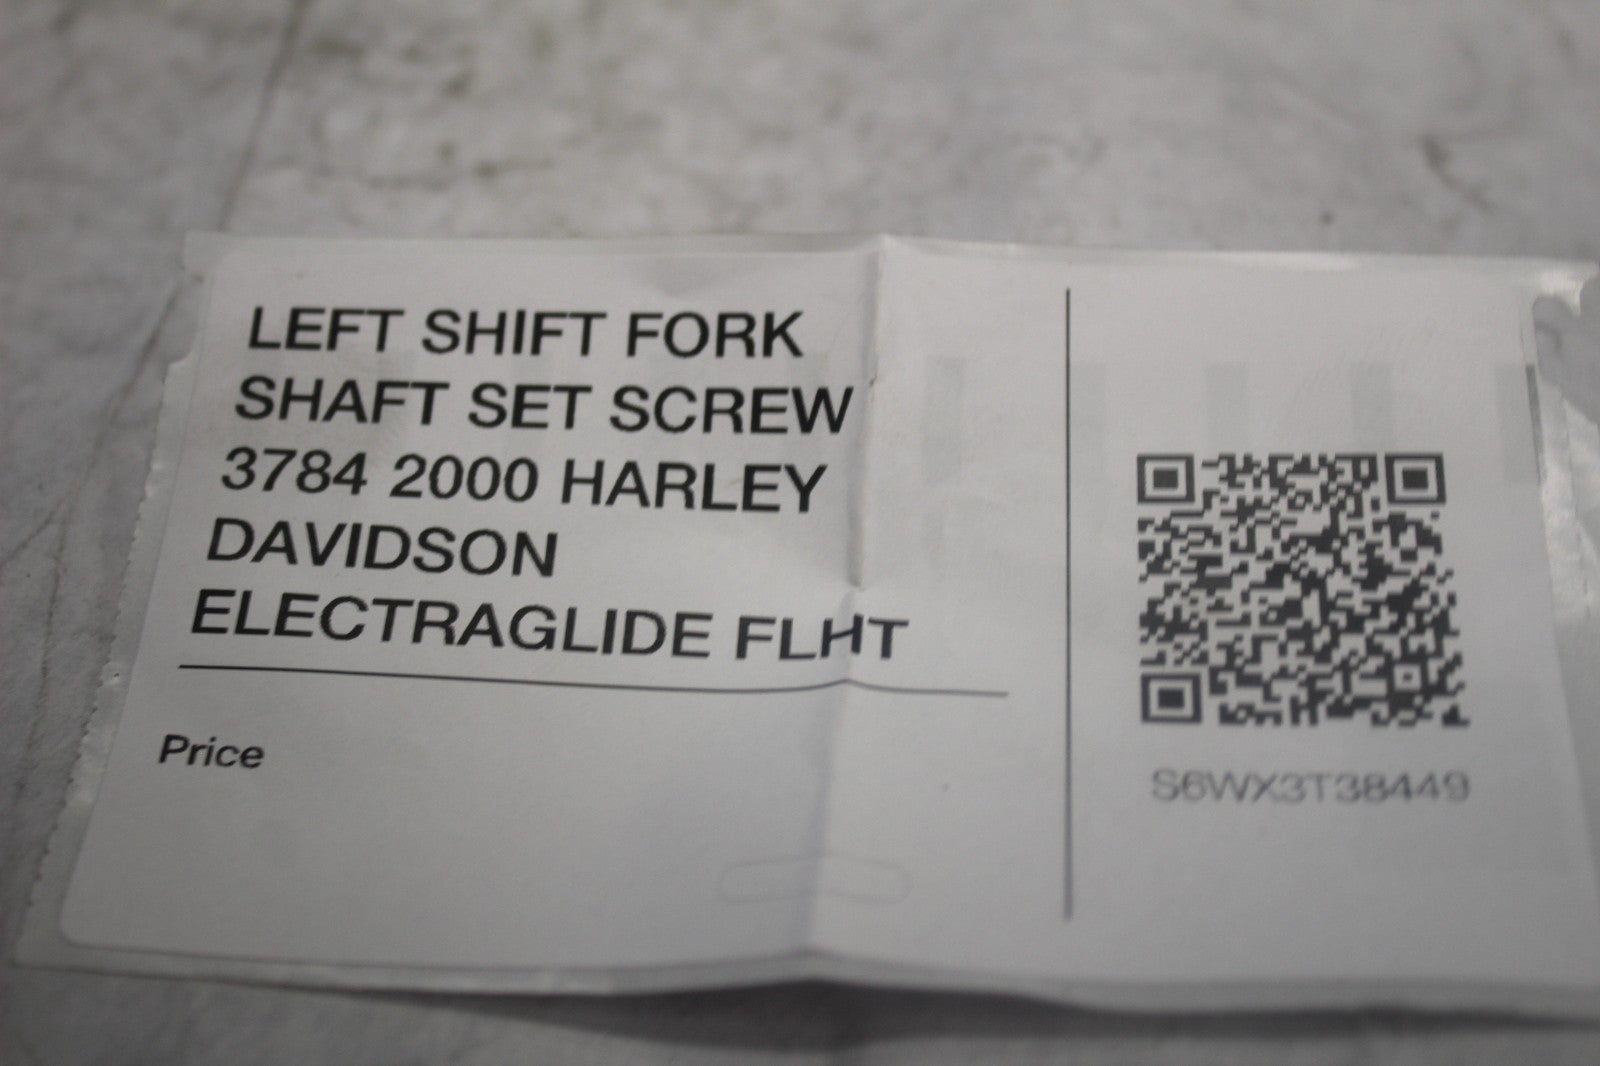 LEFT SHIFT FORK
SHAFT SET SCREW
3784 2000 HARLEY
DAVIDSON
ELECTRAGLIDE FLHT
Price
S6WX3T38449